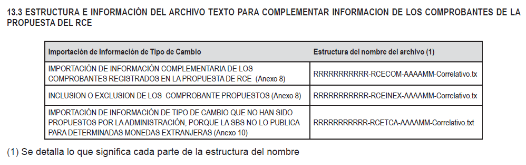 13.3 ESTRUCTURA E INFORMACIÓN DEL ARCHIVO TEXTO PARA COMPLEMENTAR INFORMACION DE LOS COMPROBANTES DE LA
PROPUESTA DEL RCE
Importación de Información de Tipo de Cambio
Estructura del nombre del archivo (1)
IMPORTACIÓN DE INFORMACIÓN COMPLEMENTARIA DE LOS
COMPROBANTES REGISTRADOS EN LA PROPUESTA DE RCE (Anexo 8)
RRRRRRRRRRR-RCECOM-AAAAMM-Correlativo.tx
INCLUSION O EXCLUSION DE LOS COMPROBANTE PROPUESTOS (Anexo 8)
RRRRRRRRRRR-RCEINEX-AAAAMM-Correlativo.tx
IMPORTACIÓN DE INFORMACIÓN DE TIPO DE CAMBIO QUE NO HAN SIDO
PROPUESTOS POR LA ADMINISTRACIÓN, PORQUE LA SBS NO LO PUBLICA
PARA DETERMINADAS MONEDAS EXTRANJERAS (Anexo 10)
RRRRRRRRRRR-RCETCA-AAAAMM-Correlativo.txt
(1) Se detalla lo que significa cada parte de la estructura del nombre